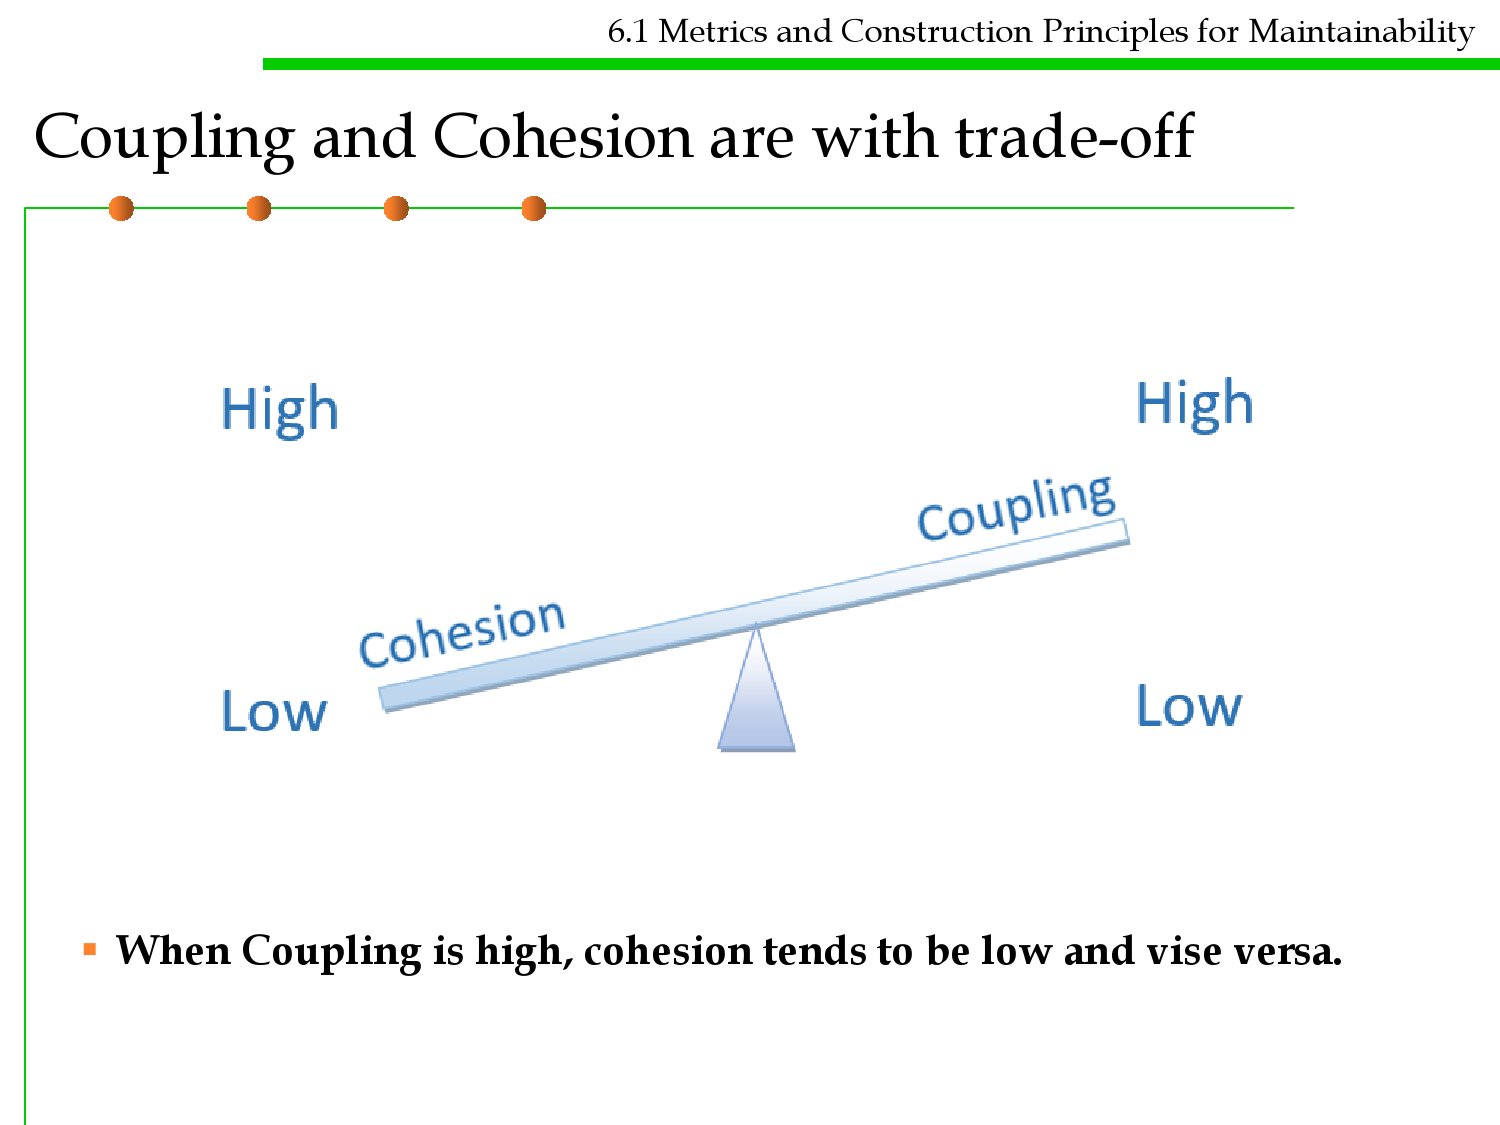 6.1 Metrics and Construction Principles for Maintainability
Coupling and Cohesion are with trade-off
High
High
Coupling
Cohesion
Low
Low
When Coupling is high, cohesion tends to be low and vise versa.